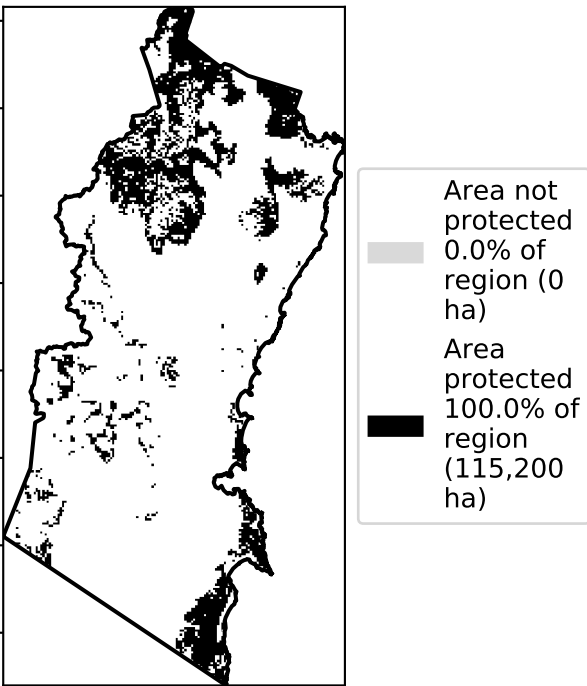 Area not
protected
0.0% of
region (0
ha)
Area
protected
100.0% of
region
(115,200
ha)